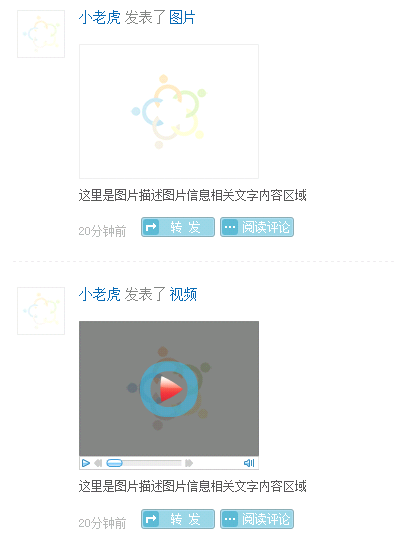 小老虎 发表了 图片
这里是图片描述图片信息相关文字内容区域
20分钟前 转 发 阅读评论
小老虎 发表了 视频
这里是图片描述图片信息相关文字内容区域
20分钟前 转 发 阅读评论